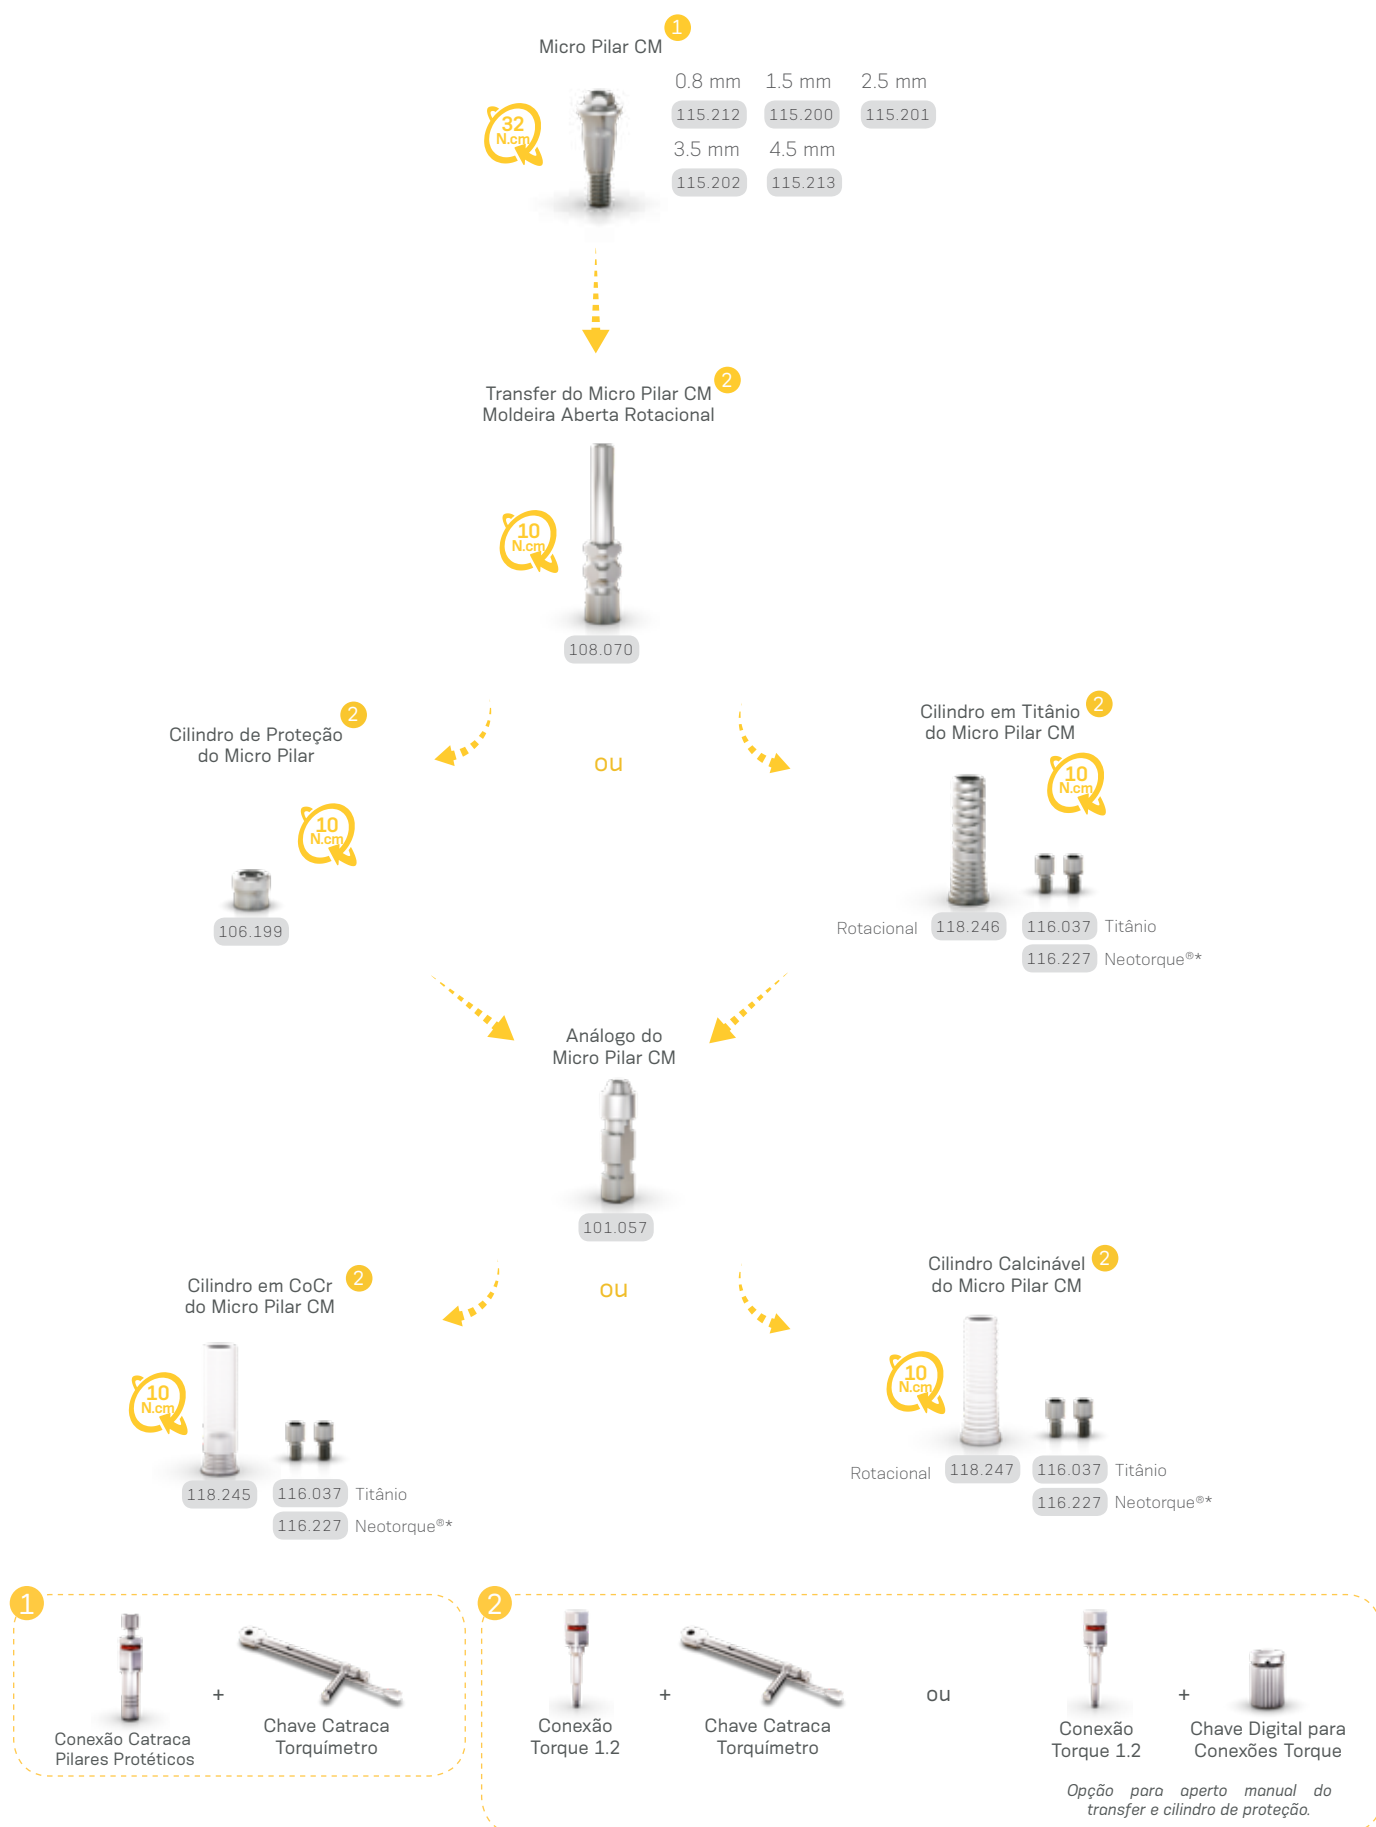 1
Micro Pilar CM
0.8 mm 1.5 mm 2.5 mm
115.212 115.200 115.201
32
N.cm
3.5 mm 4.5 mm
115.202 115.213
2
Transfer do Micro Pilar CM
Moldeira Aberta Rotacional
10
N.cm
108.070
2
Cilindro de Proteção
do Micro Pilar
10
N.cm
106.199
ou
2
Cilindro em Titânio
do Micro Pilar CM
10
N.cm
Rotacional 118.246 116.037 Titânio
116.227 Neotorque®*
Análogo do
Micro Pilar CM
101.057
2
Cilindro em CoCr
do Micro Pilar CM
10
N.cm
118.245 116.037 Titânio
116.227 Neotorque®*
ou
2
Cilindro Calcinável
do Micro Pilar CM
10
N.cm
Rotacional 118.247 116.037 Titânio
116.227 Neotorque®*
1
+
Conexão Catraca
Pilares Protéticos
Chave Catraca
Torquímetro
2
+
Conexão
Torque 1.2
Chave Catraca
Torquímetro
ou
+
Conexão
Torque 1.2
Chave Digital para
Conexões Torque
Opção para aperto manual do
transfer e cilindro de proteção.